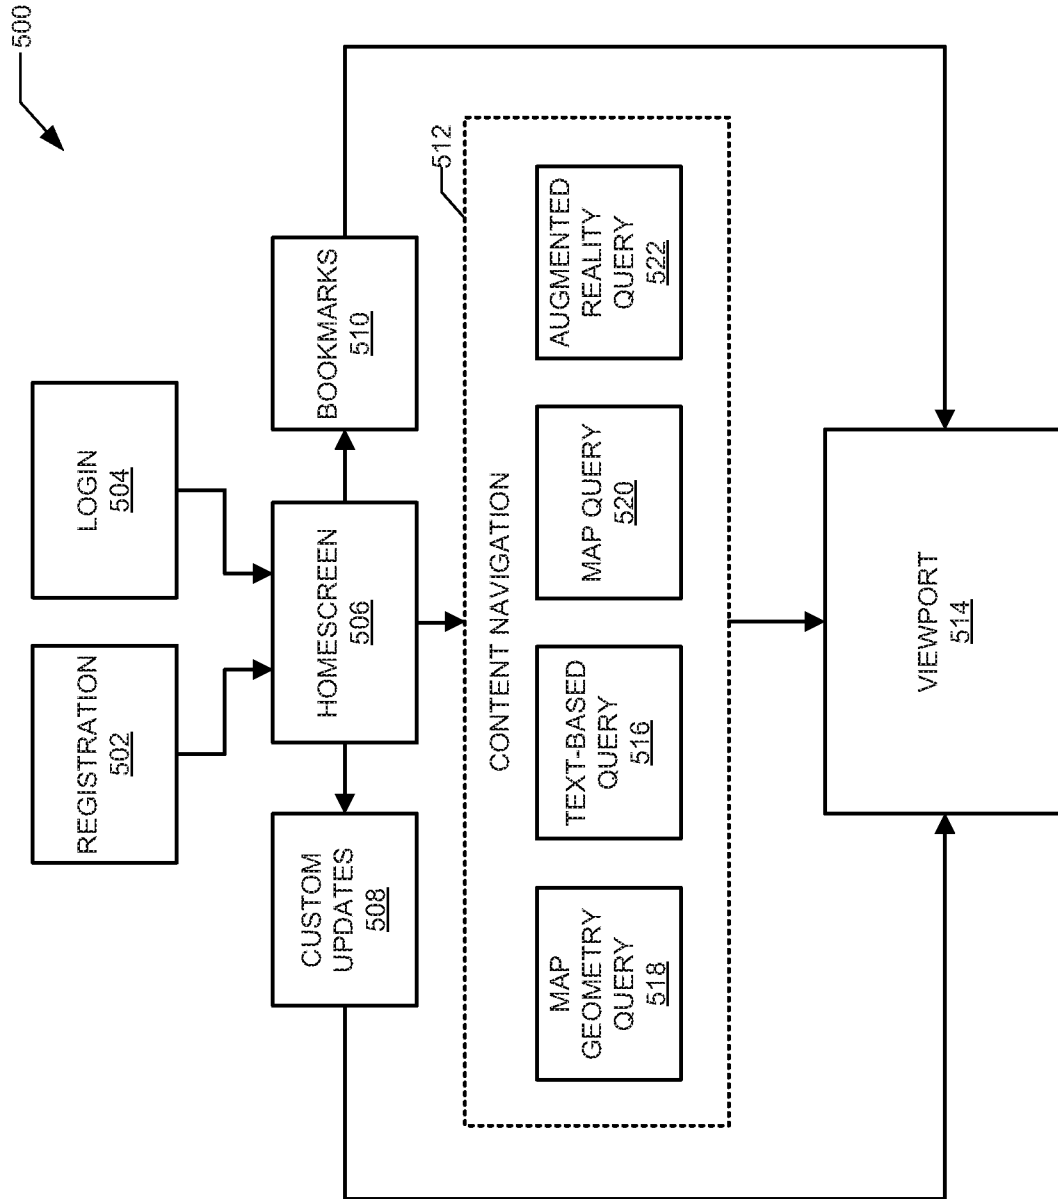 500
REGISTRATION
502
LOGIN
504
CUSTOM
UPDATES
508
HOMESCREEN
506
BOOKMARKS
510
512
CONTENT NAVIGATION
MAP
GEOMETRY
QUERY
518
TEXT-BASED
QUERY
516
MAP QUERY
520
AUGMENTED
REALITY
QUERY
522
VIEWPORT
514